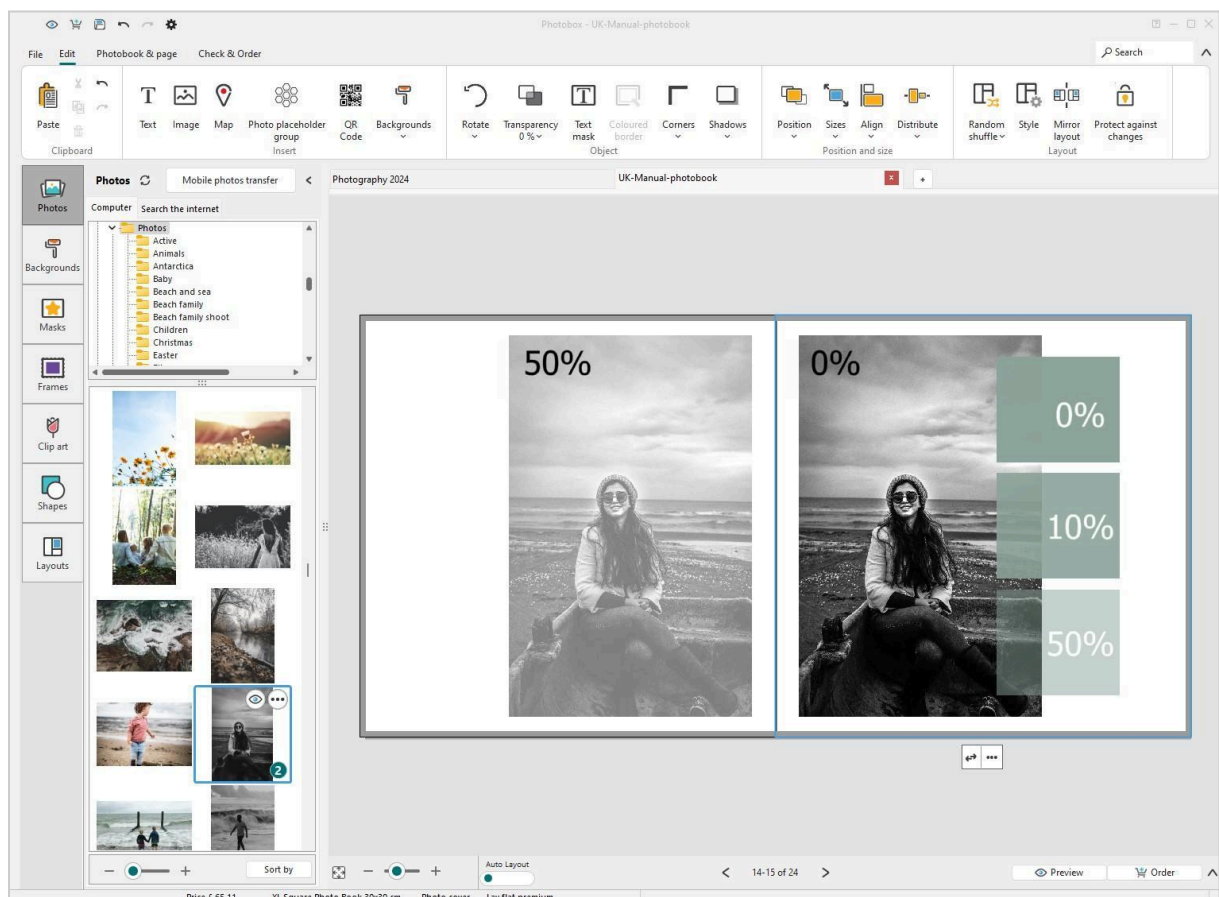 Photobox - UK-Manual-photobook
File Edit Photobook & page Check & Order Search
Paste Text Image Map Photo placeholder group QR Code Backgrounds Rotate Transparency 0 % Text mask Coloured border Corners Shadows Position Sizes Align Distribute Random shuffle Style Mirror layout Protect against changes
Clipboard Insert Object Position and size Layout
Photos Mobile photos transfer Photography 2024 UK-Manual-photobook x +
Computer Search the internet
Photos
Active
Animals
Antarctica
Baby
Beach and sea
Beach family
Beach family shoot
Children
Christmas
Easter
Photos
Backgrounds
Masks
Frames
Clip art
Shapes
Layouts
2
50%
0%
0%
10%
50%
Sort by
Auto Layout
14-15 of 24
Preview Order
Price £ 65.11 XL Square Photo Book 30x30 cm Photo cover Lay flat premium